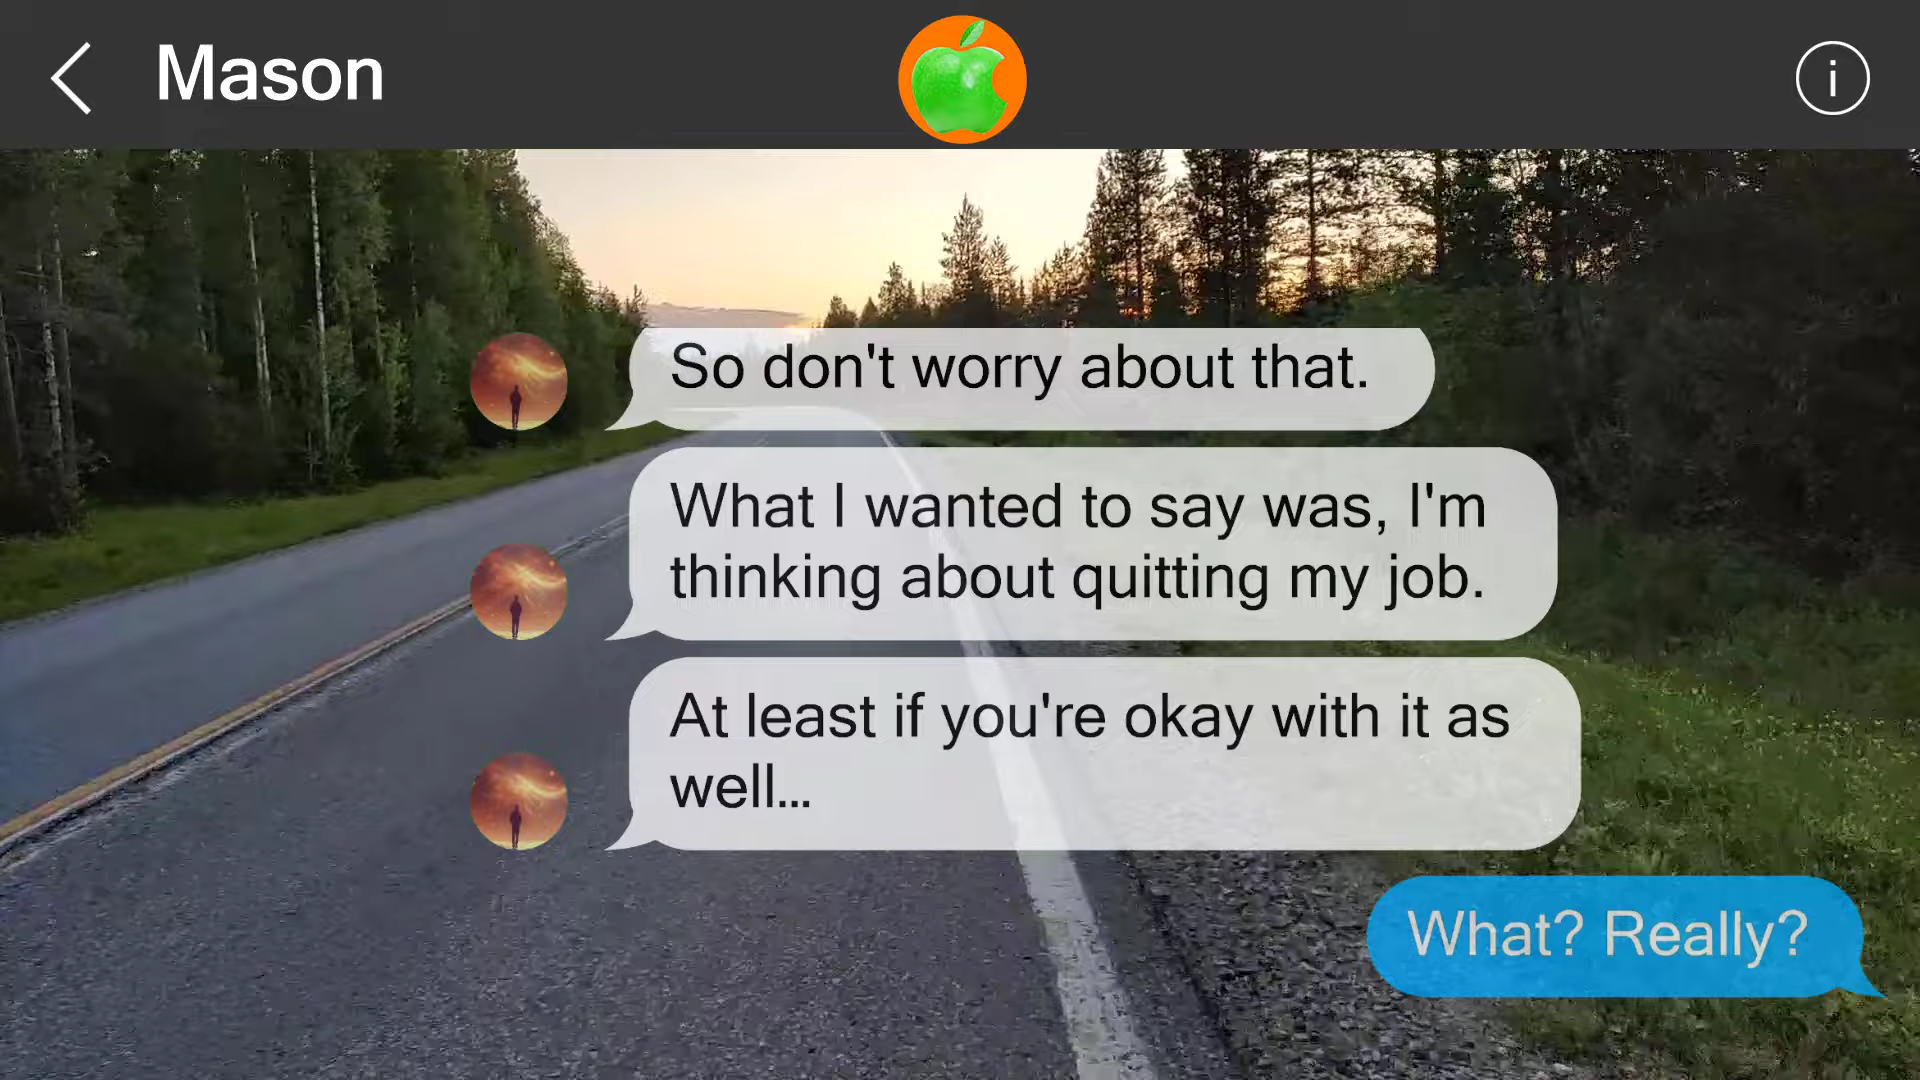 Mason
So don't worry about that.
What I wanted to say was, I'm
thinking about quitting my job.
At least if you're okay with it as
well...
What? Really?